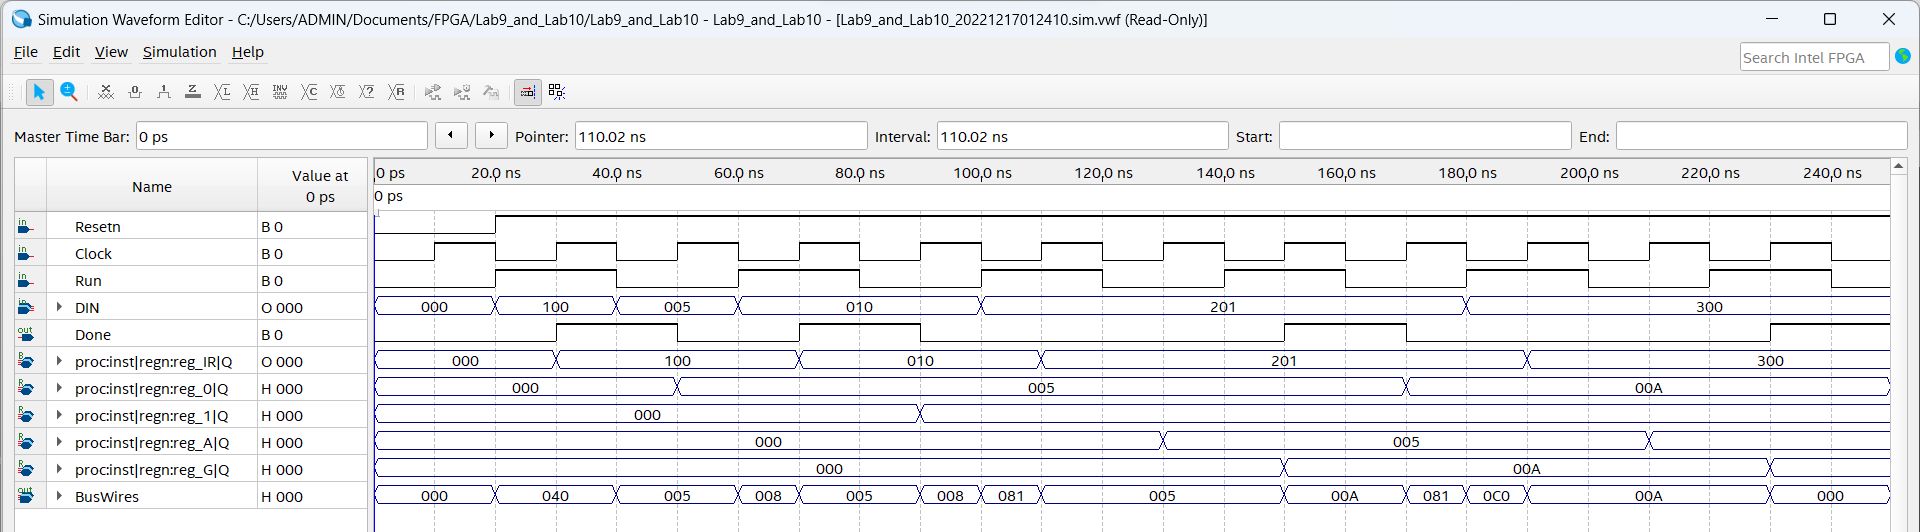 Simulation Waveform Editor - C:/Users/ADMIN/Documents/FPGA/Lab9_and_Lab10/Lab9_and_Lab10 - Lab9_and_Lab10 - [Lab9_and_Lab10_20221217012410.sim.vwf (Read-Only)]
File Edit View Simulation Help Search Intel FPGA
Master Time Bar: 0 ps Pointer: 110.02 ns Interval: 110.02 ns Start: End:
Name Value at 0 ps
0 ps 20.0 ns 40.0 ns 60.0 ns 80.0 ns 100.0 ns 120.0 ns 140.0 ns 160.0 ns 180.0 ns 200.0 ns 220.0 ns 240.0 ns
0 ps
in Resetn B 0
in Clock B 0
in Run B 0
in DIN O 000 000 100 005 010 201 300
out Done B 0
R proc:inst|regn:reg_IR|Q O 000 000 100 010 201 300
R proc:inst|regn:reg_0|Q H 000 000 005 00A
R proc:inst|regn:reg_1|Q H 000 000
R proc:inst|regn:reg_A|Q H 000 000 005
R proc:inst|regn:reg_G|Q H 000 000 00A
out BusWires H 000 000 040 005 008 005 008 081 005 00A 081 0C0 00A 000